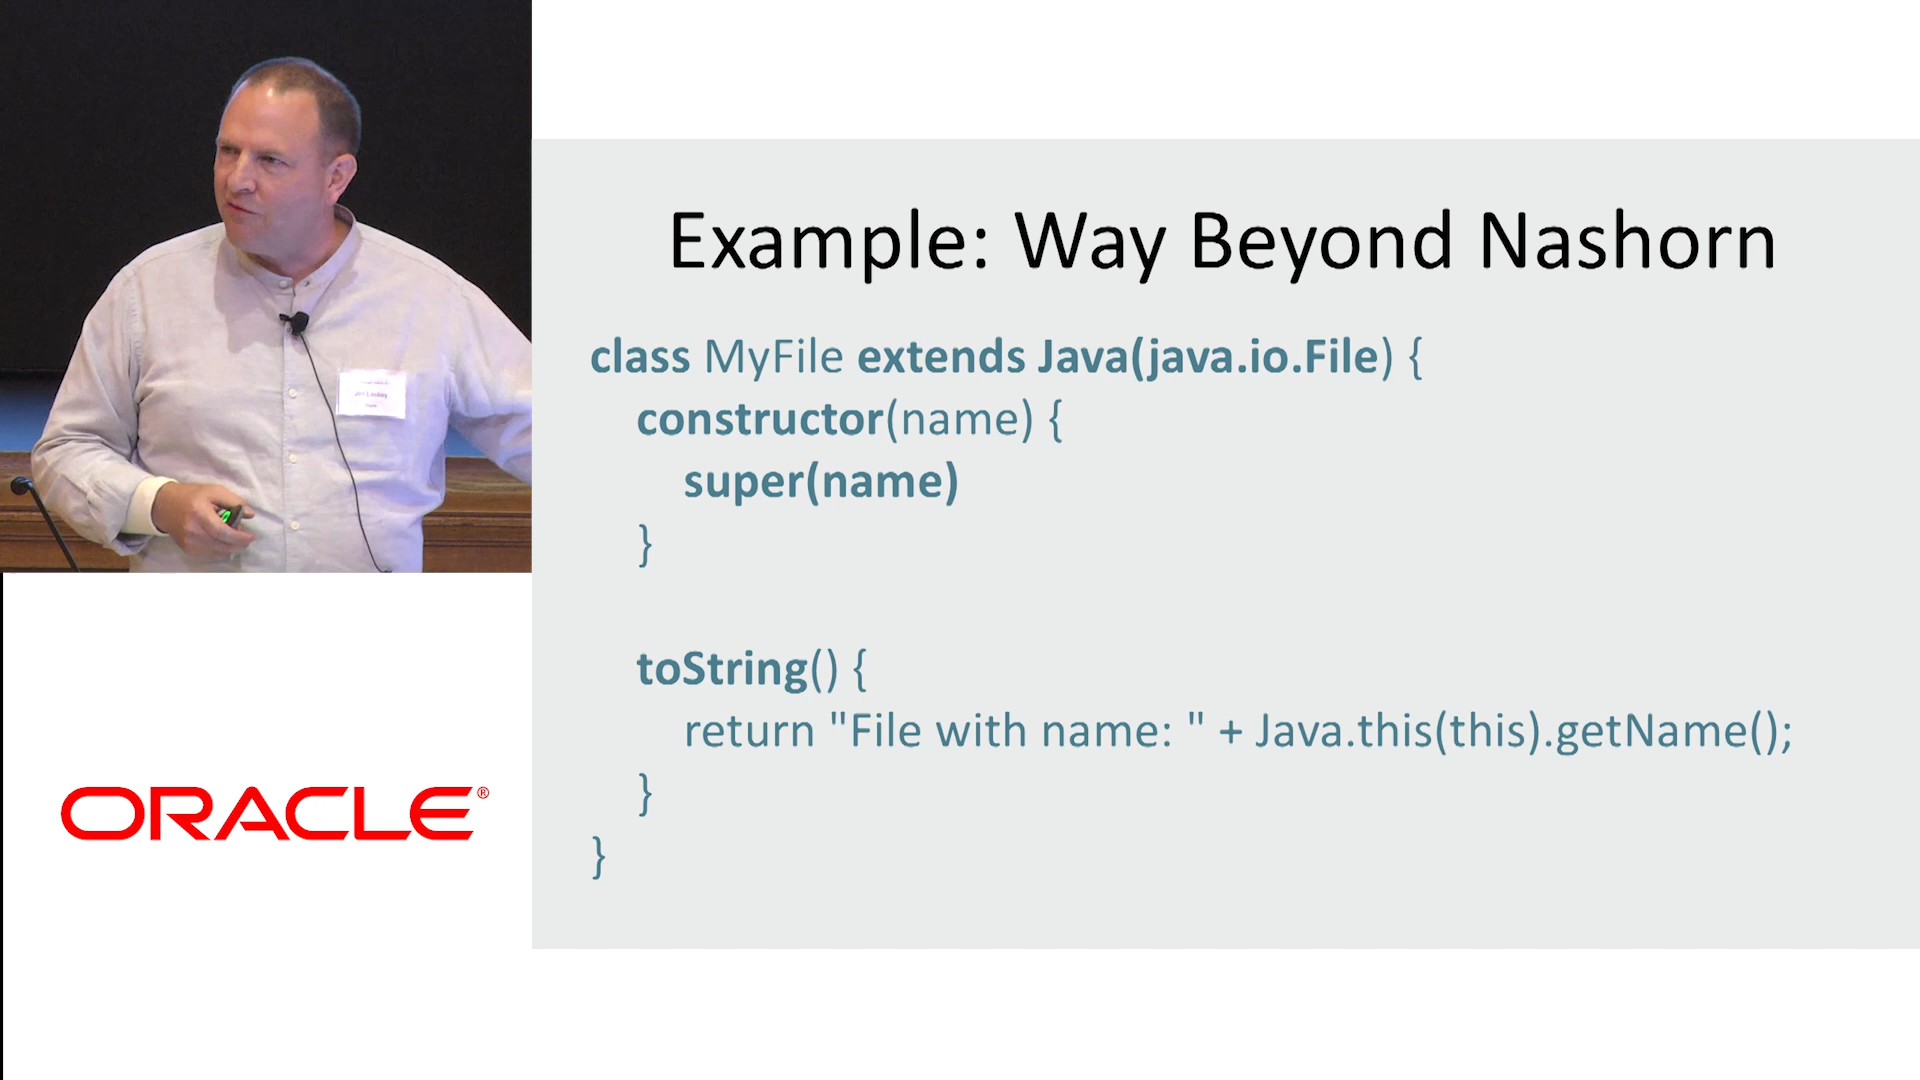 Example: Way Beyond Nashorn
class MyFile extends Java(java.io.File) {
constructor(name) {
super(name)
}
toString() {
return "File with name: " + Java.this(this).getName();
}
}
ORACLE®